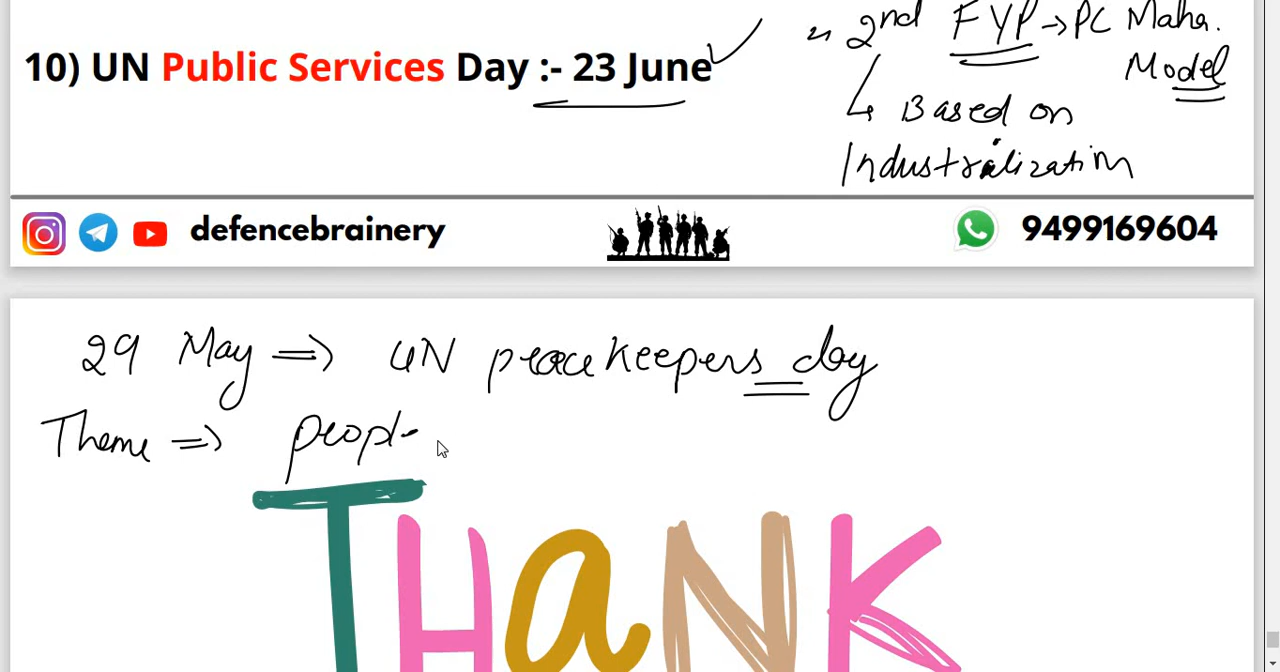 10) UN Public Services Day :- 23 June
2nd FYP → PC Maha.
Model
↳ Based on
Industrialization
defencebrainery
9499169604
29 May ⇒ UN peacekeepers day
Theme ⇒ peopl
THaNK